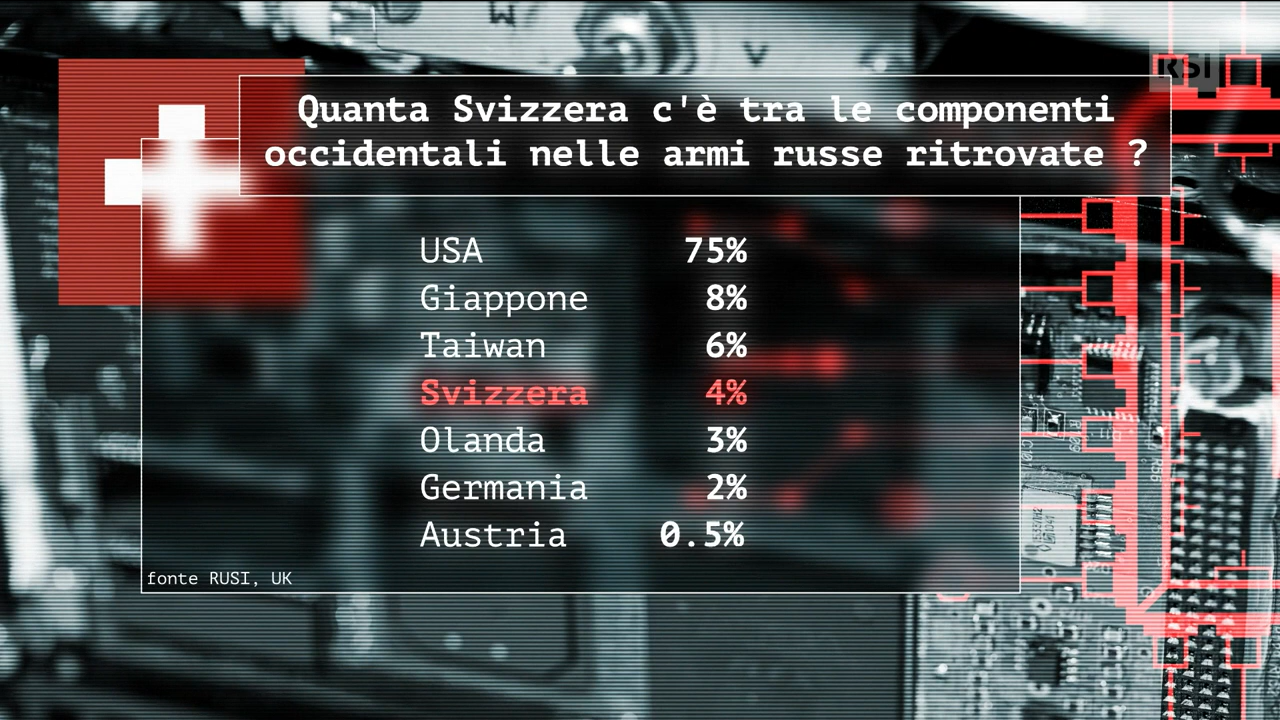 RSI
Quanta Svizzera c'è tra le componenti
occidentali nelle armi russe ritrovate ?
USA 75%
Giappone 8%
Taiwan 6%
Svizzera 4%
Olanda 3%
Germania 2%
Austria 0.5%
fonte RUSI, UK